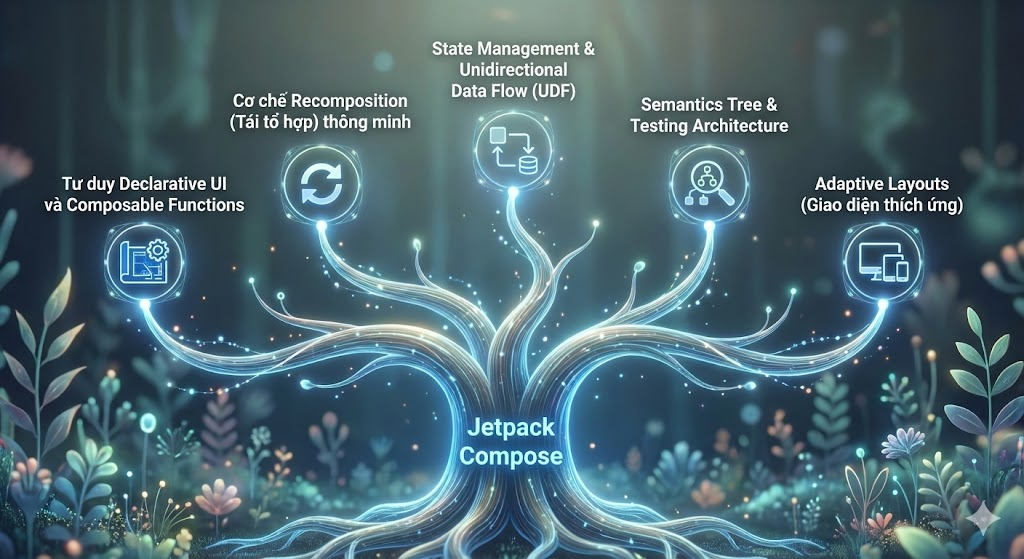 State Management &
Unidirectional
Data Flow (UDF)
Cơ chế Recomposition
(Tái tổ hợp) thông minh
Semantics Tree &
Testing Architecture
Tư duy Declarative UI
và Composable Functions
Adaptive Layouts
(Giao diện thích ứng)
Jetpack
Compose